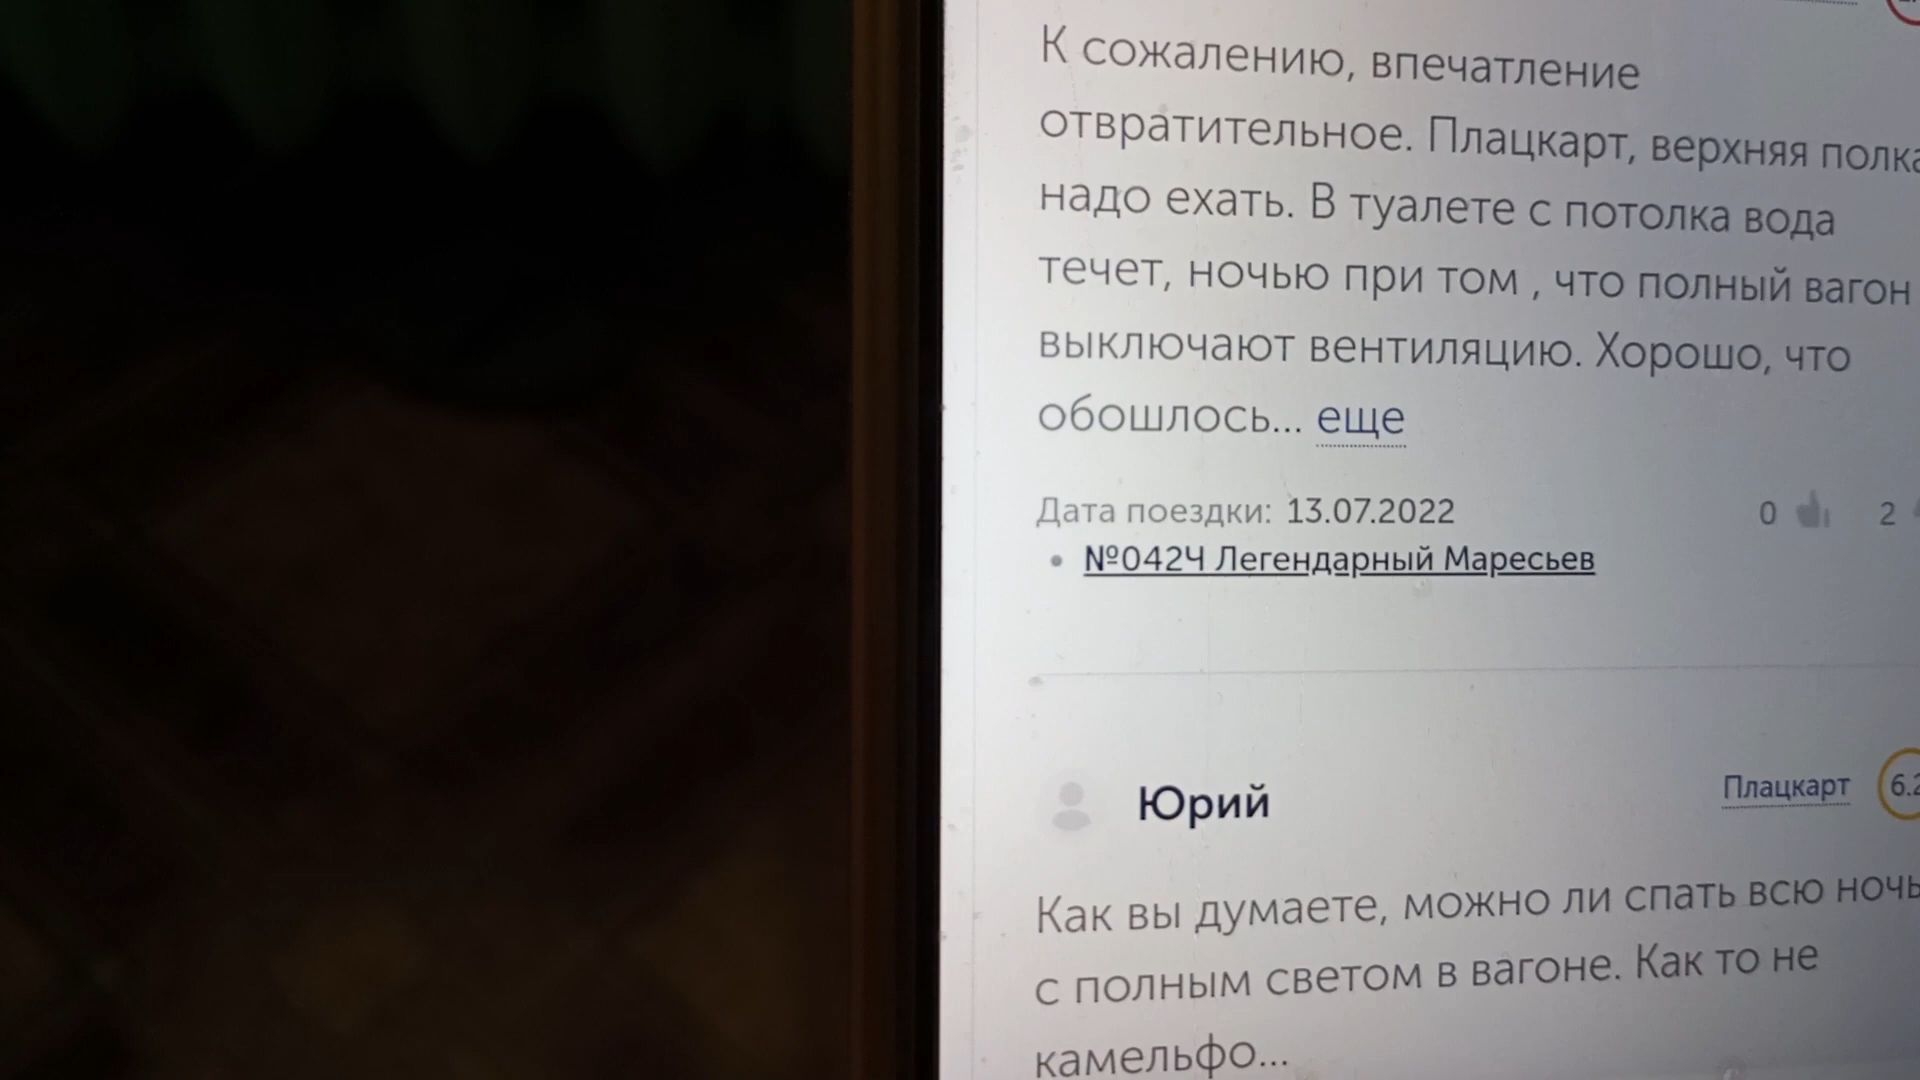 К сожалению, впечатление
отвратительное. Плацкарт, верхняя полка
надо ехать. В туалете с потолка вода
течет, ночью при том , что полный вагон
выключают вентиляцию. Хорошо, что
обошлось... еще
Дата поездки: 13.07.2022 0 2
• №042Ч Легендарный Маресьев
Юрий Плацкарт 6.2
Как вы думаете, можно ли спать всю ночь
с полным светом в вагоне. Как то не
камельфо...